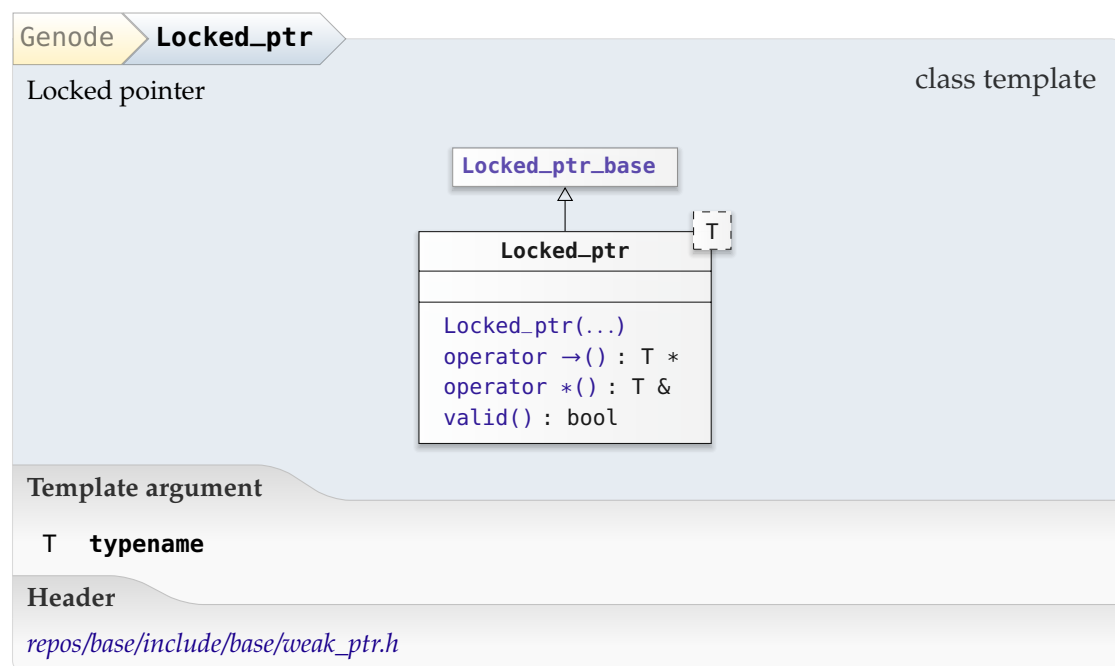 Genode Locked_ptr
Locked pointer
class template
Locked_ptr_base
T
Locked_ptr
Locked_ptr(...)
operator →() : T *
operator *() : T &
valid() : bool
Template argument
T typename
Header
repos/base/include/base/weak_ptr.h